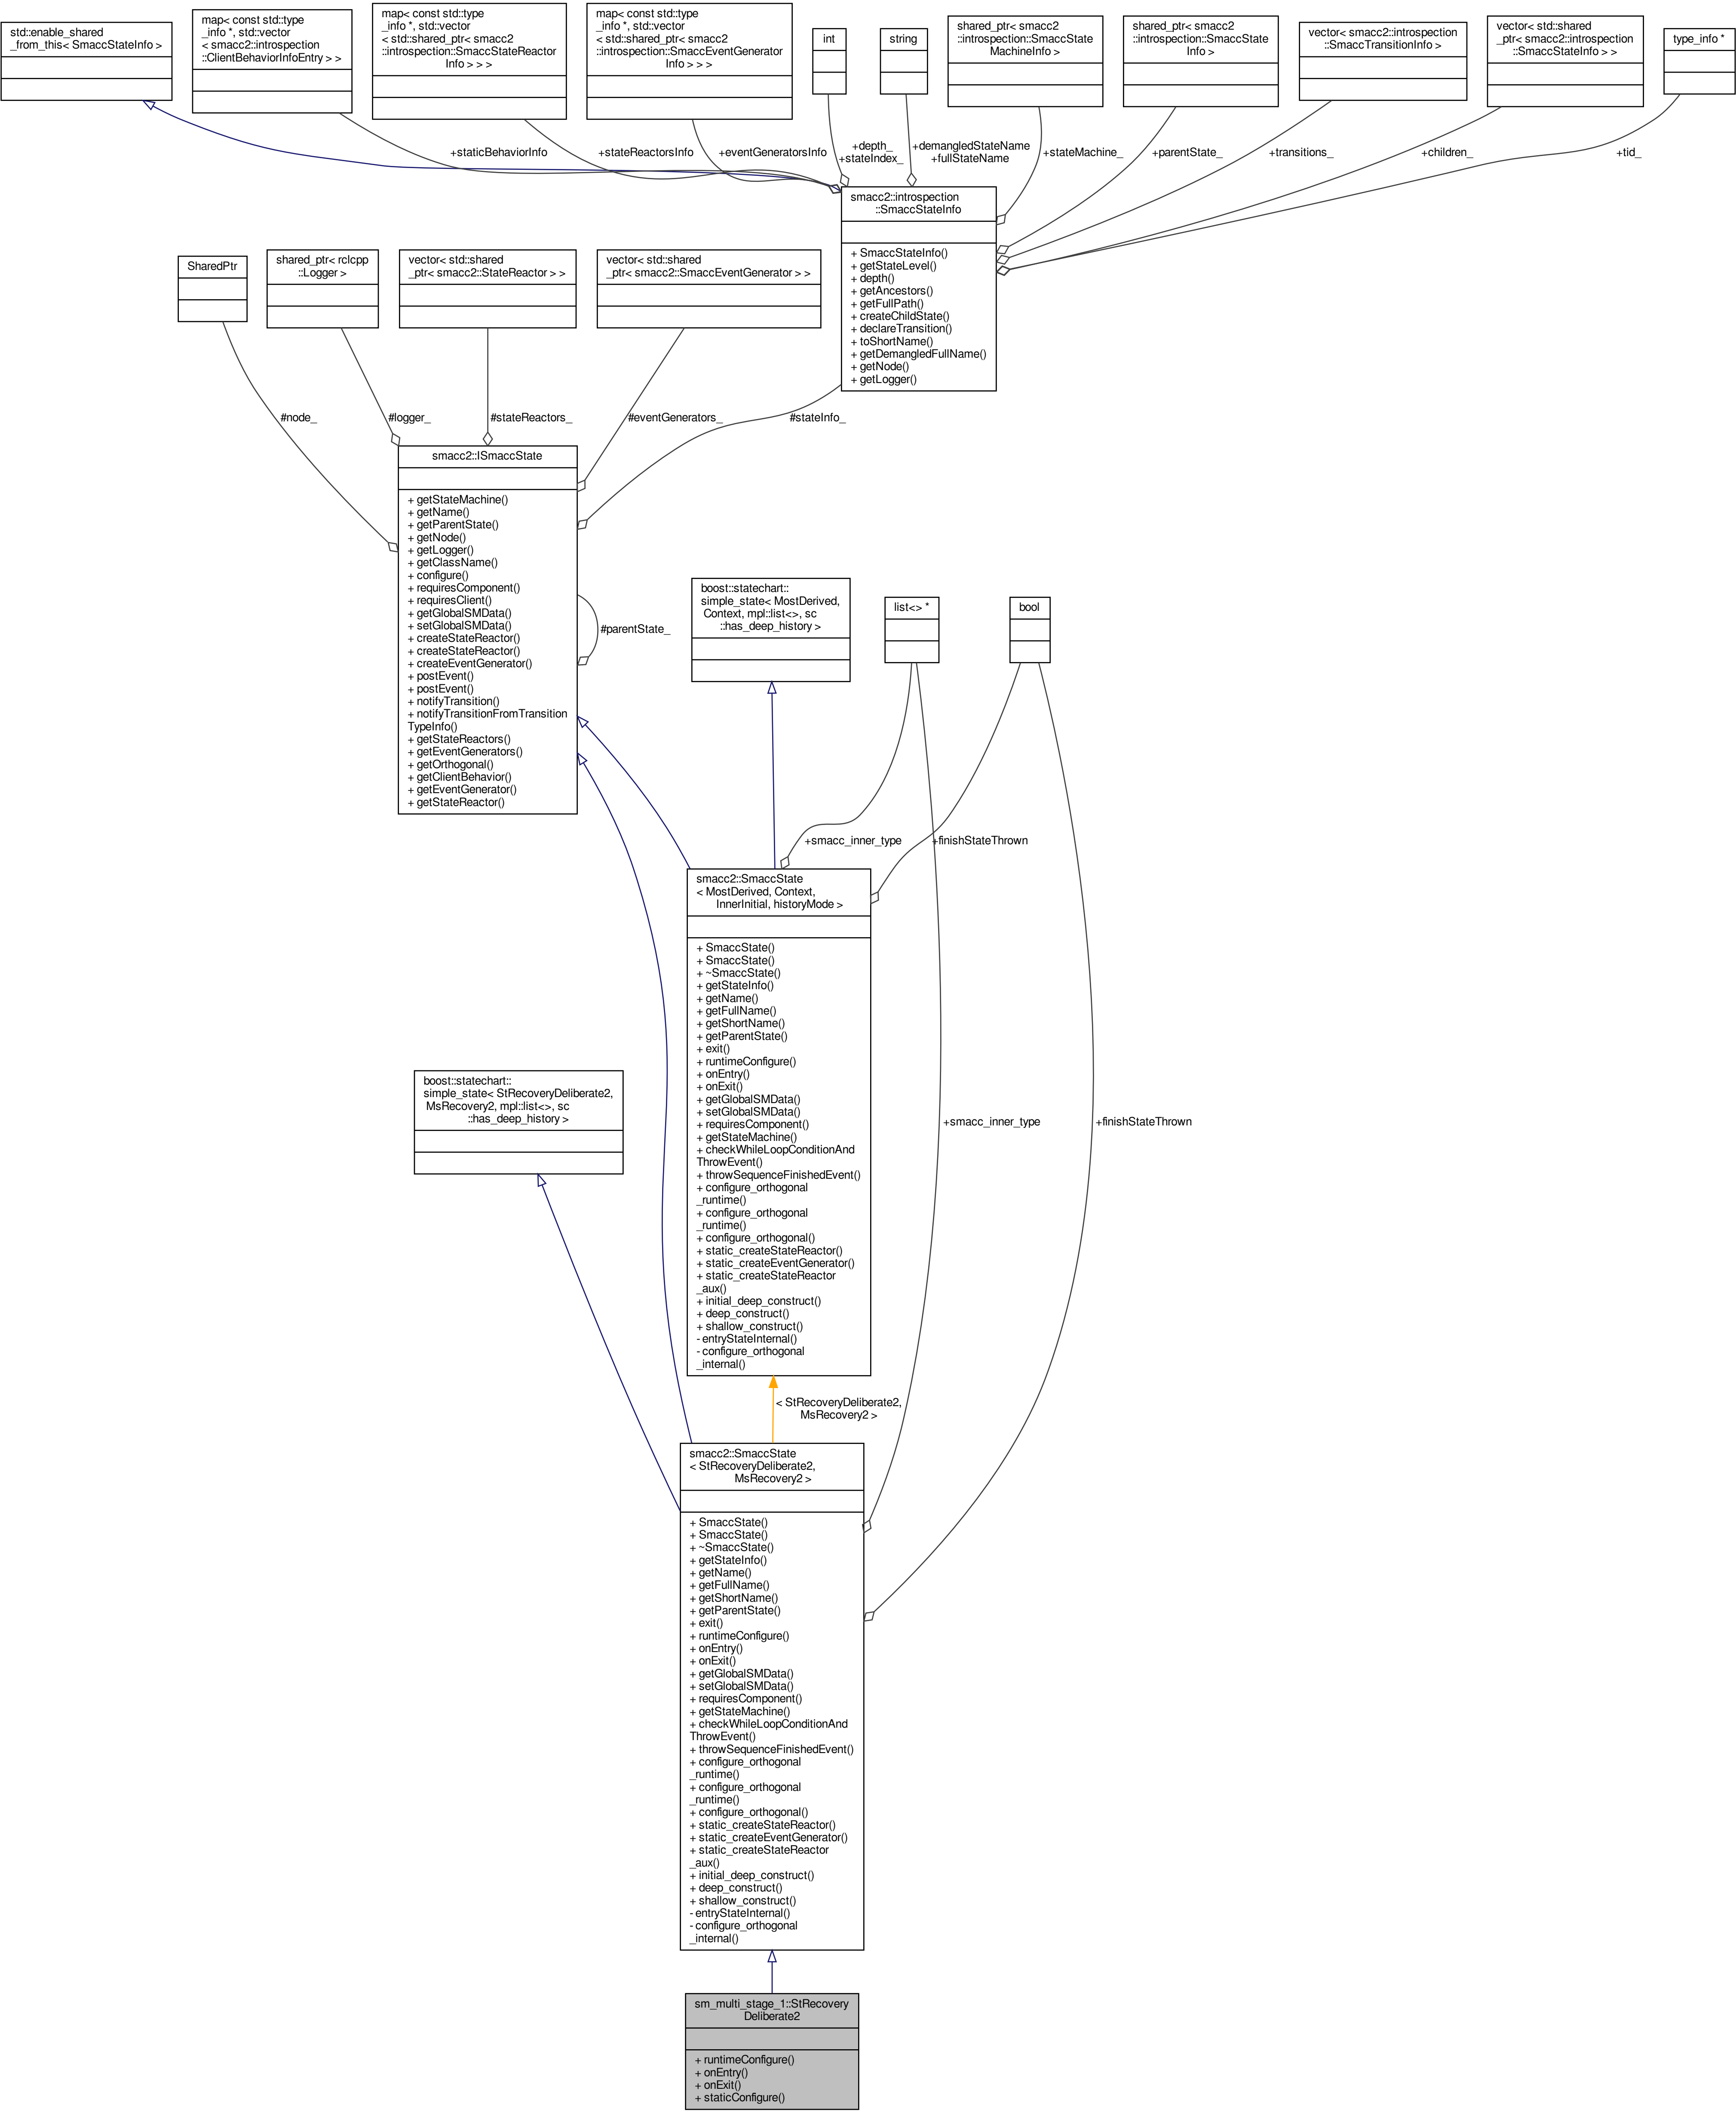 std::enable_shared
_from_this< SmaccStateInfo >
map< const std::type
_info *, std::vector
< smacc2::introspection
::ClientBehaviorInfoEntry > >
map< const std::type
_info *, std::vector
< std::shared_ptr< smacc2
::introspection::SmaccStateReactor
Info > > >
map< const std::type
_info *, std::vector
< std::shared_ptr< smacc2
::introspection::SmaccEventGenerator
Info > > >
int
string
shared_ptr< smacc2
::introspection::SmaccState
MachineInfo >
shared_ptr< smacc2
::introspection::SmaccState
Info >
vector< smacc2::introspection
::SmaccTransitionInfo >
vector< std::shared
_ptr< smacc2::introspection
::SmaccStateInfo > >
type_info *
+staticBehaviorInfo
+stateReactorsInfo
+eventGeneratorsInfo
+depth_
+stateIndex_
+demangledStateName
+fullStateName
+stateMachine_
+parentState_
+transitions_
+children_
+tid_
smacc2::introspection
::SmaccStateInfo
+ SmaccStateInfo()
+ getStateLevel()
+ depth()
+ getAncestors()
+ getFullPath()
+ createChildState()
+ declareTransition()
+ toShortName()
+ getDemangledFullName()
+ getNode()
+ getLogger()
SharedPtr
shared_ptr< rclcpp
::Logger >
vector< std::shared
_ptr< smacc2::StateReactor > >
vector< std::shared
_ptr< smacc2::SmaccEventGenerator > >
#node_
#logger_
#stateReactors_
#eventGenerators_
#stateInfo_
smacc2::ISmaccState
+ getStateMachine()
+ getName()
+ getParentState()
+ getNode()
+ getLogger()
+ getClassName()
+ configure()
+ requiresComponent()
+ requiresClient()
+ getGlobalSMData()
+ setGlobalSMData()
+ createStateReactor()
+ createStateReactor()
+ createEventGenerator()
+ postEvent()
+ postEvent()
+ notifyTransition()
+ notifyTransitionFromTransition
TypeInfo()
+ getStateReactors()
+ getEventGenerators()
+ getOrthogonal()
+ getClientBehavior()
+ getEventGenerator()
+ getStateReactor()
#parentState_
boost::statechart::
simple_state< MostDerived,
Context, mpl::list<>, sc
::has_deep_history >
list<> *
bool
+smacc_inner_type
+finishStateThrown
smacc2::SmaccState
< MostDerived, Context,
InnerInitial, historyMode >
+ SmaccState()
+ SmaccState()
+ ~SmaccState()
+ getStateInfo()
+ getName()
+ getFullName()
+ getShortName()
+ getParentState()
+ exit()
+ runtimeConfigure()
+ onEntry()
+ onExit()
+ getGlobalSMData()
+ setGlobalSMData()
+ requiresComponent()
+ getStateMachine()
+ checkWhileLoopConditionAnd
ThrowEvent()
+ throwSequenceFinishedEvent()
+ configure_orthogonal
_runtime()
+ configure_orthogonal
_runtime()
+ configure_orthogonal()
+ static_createStateReactor()
+ static_createEventGenerator()
+ static_createStateReactor
_aux()
+ initial_deep_construct()
+ deep_construct()
+ shallow_construct()
- entryStateInternal()
- configure_orthogonal
_internal()
boost::statechart::
simple_state< StRecoveryDeliberate2,
MsRecovery2, mpl::list<>, sc
::has_deep_history >
+smacc_inner_type
+finishStateThrown
< StRecoveryDeliberate2,
MsRecovery2 >
smacc2::SmaccState
< StRecoveryDeliberate2,
MsRecovery2 >
+ SmaccState()
+ SmaccState()
+ ~SmaccState()
+ getStateInfo()
+ getName()
+ getFullName()
+ getShortName()
+ getParentState()
+ exit()
+ runtimeConfigure()
+ onEntry()
+ onExit()
+ getGlobalSMData()
+ setGlobalSMData()
+ requiresComponent()
+ getStateMachine()
+ checkWhileLoopConditionAnd
ThrowEvent()
+ throwSequenceFinishedEvent()
+ configure_orthogonal
_runtime()
+ configure_orthogonal
_runtime()
+ configure_orthogonal()
+ static_createStateReactor()
+ static_createEventGenerator()
+ static_createStateReactor
_aux()
+ initial_deep_construct()
+ deep_construct()
+ shallow_construct()
- entryStateInternal()
- configure_orthogonal
_internal()
sm_multi_stage_1::StRecovery
Deliberate2
+ runtimeConfigure()
+ onEntry()
+ onExit()
+ staticConfigure()